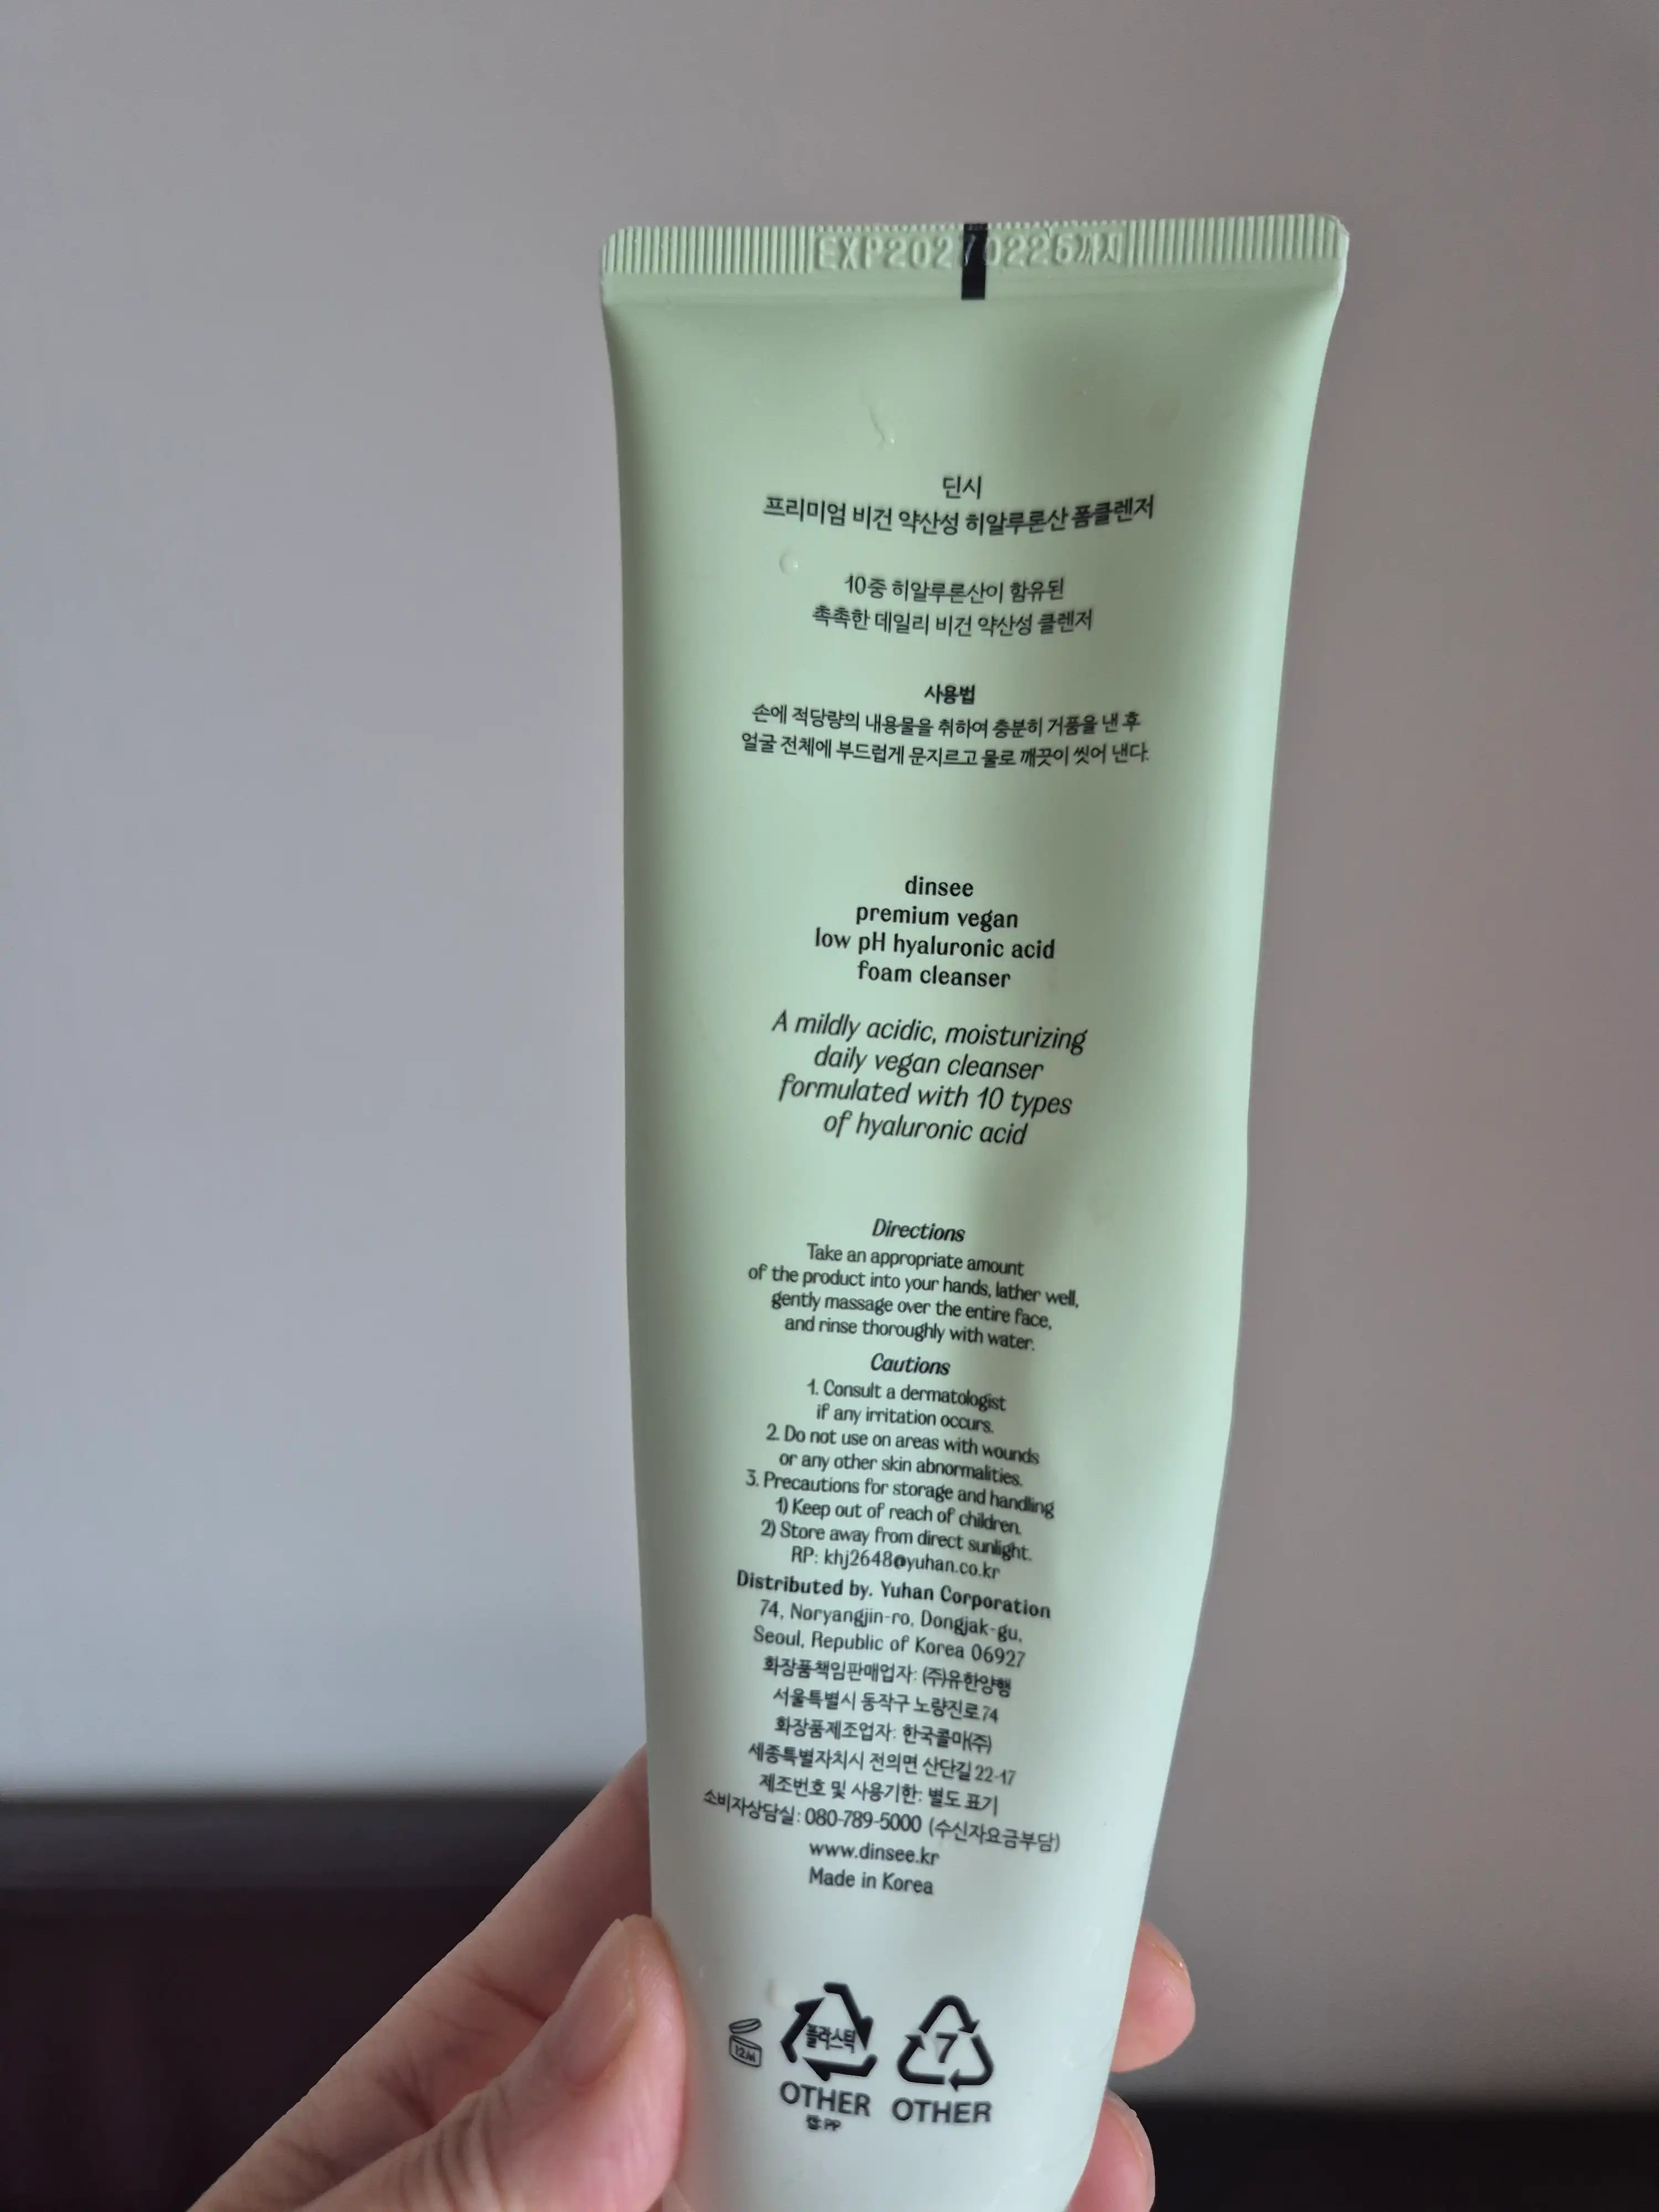 EXP20270226까지
딘시
프리미엄 비건 약산성 히알루론산 폼클렌저
10중 히알루론산이 함유된
촉촉한 데일리 비건 약산성 클렌저
사용법
손에 적당량의 내용물을 취하여 충분히 거품을 낸 후
얼굴 전체에 부드럽게 문지르고 물로 깨끗이 씻어 낸다.
dinsee
premium vegan
low pH hyaluronic acid
foam cleanser
A mildly acidic, moisturizing
daily vegan cleanser
formulated with 10 types
of hyaluronic acid
Directions
Take an appropriate amount
of the product into your hands, lather well,
gently massage over the entire face,
and rinse thoroughly with water.
Cautions
1. Consult a dermatologist
if any irritation occurs.
2. Do not use on areas with wounds
or any other skin abnormalities.
3. Precautions for storage and handling
1) Keep out of reach of children.
2) Store away from direct sunlight.
RP: khj2648@yuhan.co.kr
Distributed by. Yuhan Corporation
74, Noryangjin-ro, Dongjak-gu,
Seoul, Republic of Korea 06927
화장품책임판매업자: (주)유한양행
서울특별시 동작구 노량진로 74
화장품제조업자: 한국콜마(주)
세종특별자치시 전의면 산단길 22-17
제조번호 및 사용기한: 별도 표기
소비자상담실: 080-789-5000 (수신자요금부담)
www.dinsee.kr
Made in Korea
12M
플라스틱
7
OTHER
OTHER
캡: PP